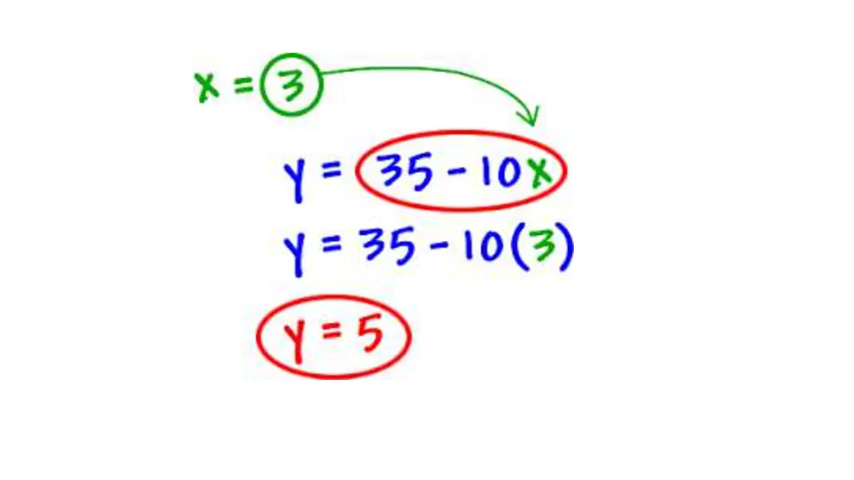 x = 3
y = 35 - 10x
y = 35 - 10(3)
y = 5